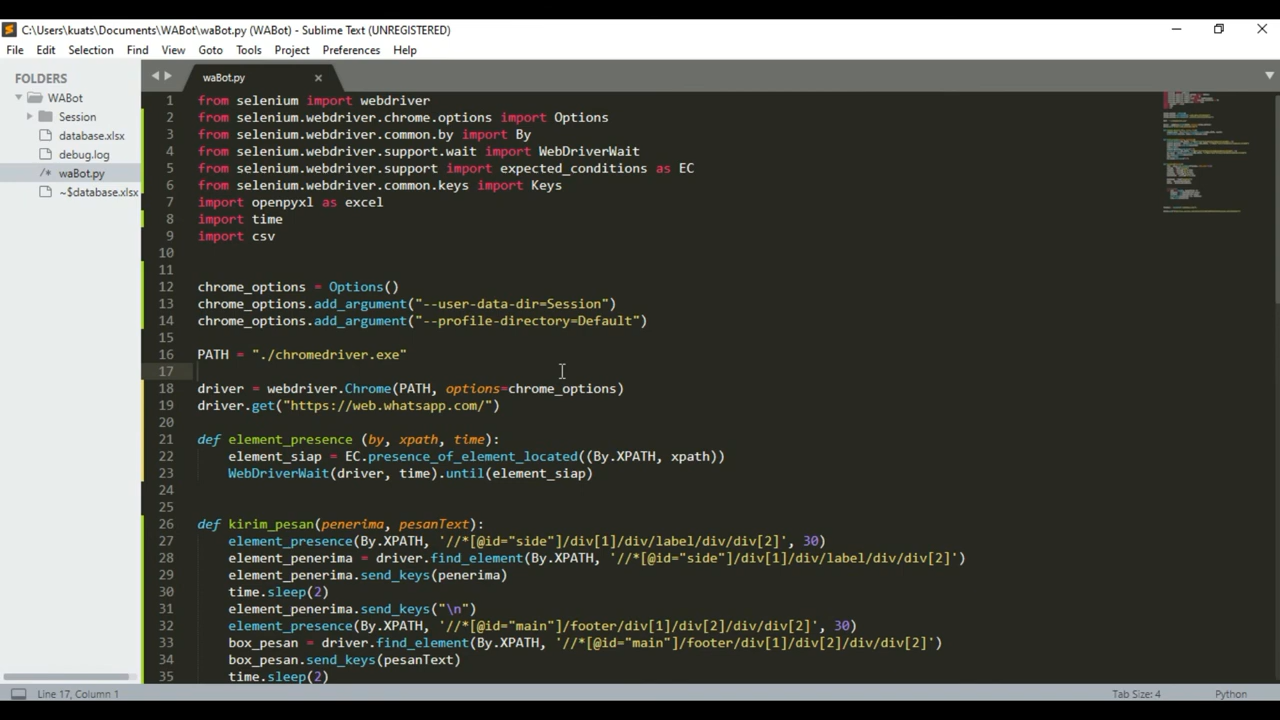 C:\Users\kuats\Documents\WABot\waBot.py (WABot) - Sublime Text (UNREGISTERED)
File Edit Selection Find View Goto Tools Project Preferences Help
FOLDERS
WABot
Session
database.xlsx
debug.log
/* waBot.py
~$database.xlsx
waBot.py
1 from selenium import webdriver
2 from selenium.webdriver.chrome.options import Options
3 from selenium.webdriver.common.by import By
4 from selenium.webdriver.support.wait import WebDriverWait
5 from selenium.webdriver.support import expected_conditions as EC
6 from selenium.webdriver.common.keys import Keys
7 import openpyxl as excel
8 import time
9 import csv
10
11
12 chrome_options = Options()
13 chrome_options.add_argument("--user-data-dir=Session")
14 chrome_options.add_argument("--profile-directory=Default")
15
16 PATH = "./chromedriver.exe"
17
18 driver = webdriver.Chrome(PATH, options=chrome_options)
19 driver.get("https://web.whatsapp.com/")
20
21 def element_presence (by, xpath, time):
22     element_siap = EC.presence_of_element_located((By.XPATH, xpath))
23     WebDriverWait(driver, time).until(element_siap)
24
25
26 def kirim_pesan(penerima, pesanText):
27     element_presence(By.XPATH, '//*[@id="side"]/div[1]/div/label/div/div[2]', 30)
28     element_penerima = driver.find_element(By.XPATH, '//*[@id="side"]/div[1]/div/label/div/div[2]')
29     element_penerima.send_keys(penerima)
30     time.sleep(2)
31     element_penerima.send_keys("\n")
32     element_presence(By.XPATH, '//*[@id="main"]/footer/div[1]/div[2]/div/div[2]', 30)
33     box_pesan = driver.find_element(By.XPATH, '//*[@id="main"]/footer/div[1]/div[2]/div/div[2]')
34     box_pesan.send_keys(pesanText)
35     time.sleep(2)
Line 17, Column 1
Tab Size: 4
Python